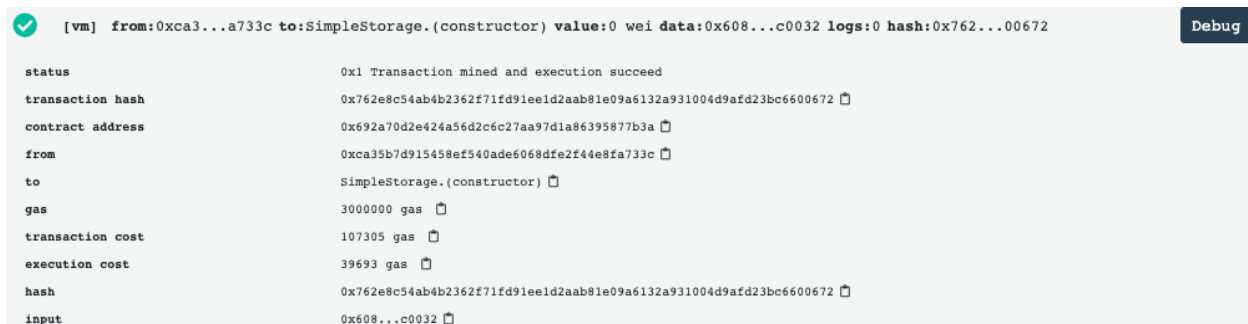 [vm] from:0xca3...a733c to:SimpleStorage.(constructor) value:0 wei data:0x608...c0032 logs:0 hash:0x762...00672 Debug
status 0x1 Transaction mined and execution succeed
transaction hash 0x762e8c54ab4b2362f71fd91ee1d2aab81e09a6132a931004d9afd23bc6600672
contract address 0x692a70d2e424a56d2c6c27aa97d1a86395877b3a
from 0xca35b7d915458ef540ade6068dfe2f44e8fa733c
to SimpleStorage.(constructor)
gas 3000000 gas
transaction cost 107305 gas
execution cost 39693 gas
hash 0x762e8c54ab4b2362f71fd91ee1d2aab81e09a6132a931004d9afd23bc6600672
input 0x608...c0032